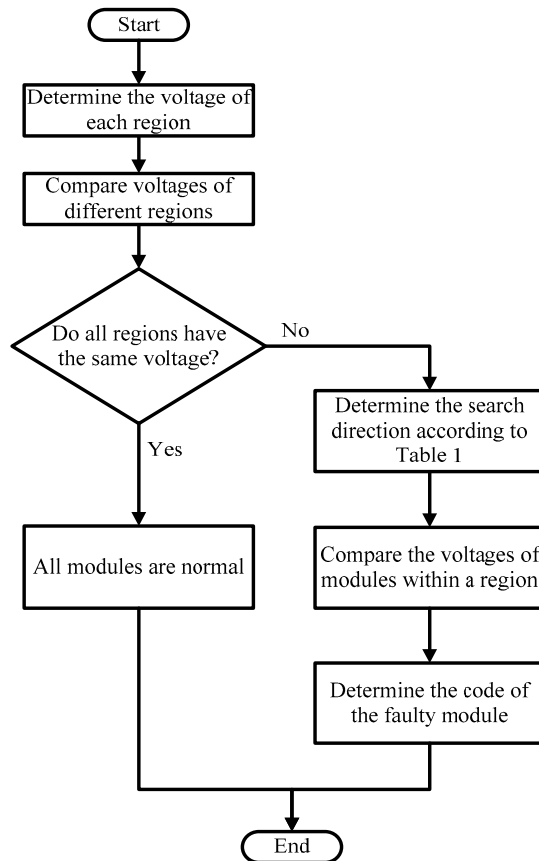 Start
Determine the voltage of
each region
Compare voltages of
different regions
Do all regions have
the same voltage?
No
Yes
Determine the search
direction according to
Table 1
All modules are normal
Compare the voltages of
modules within a region
Determine the code of
the faulty module
End